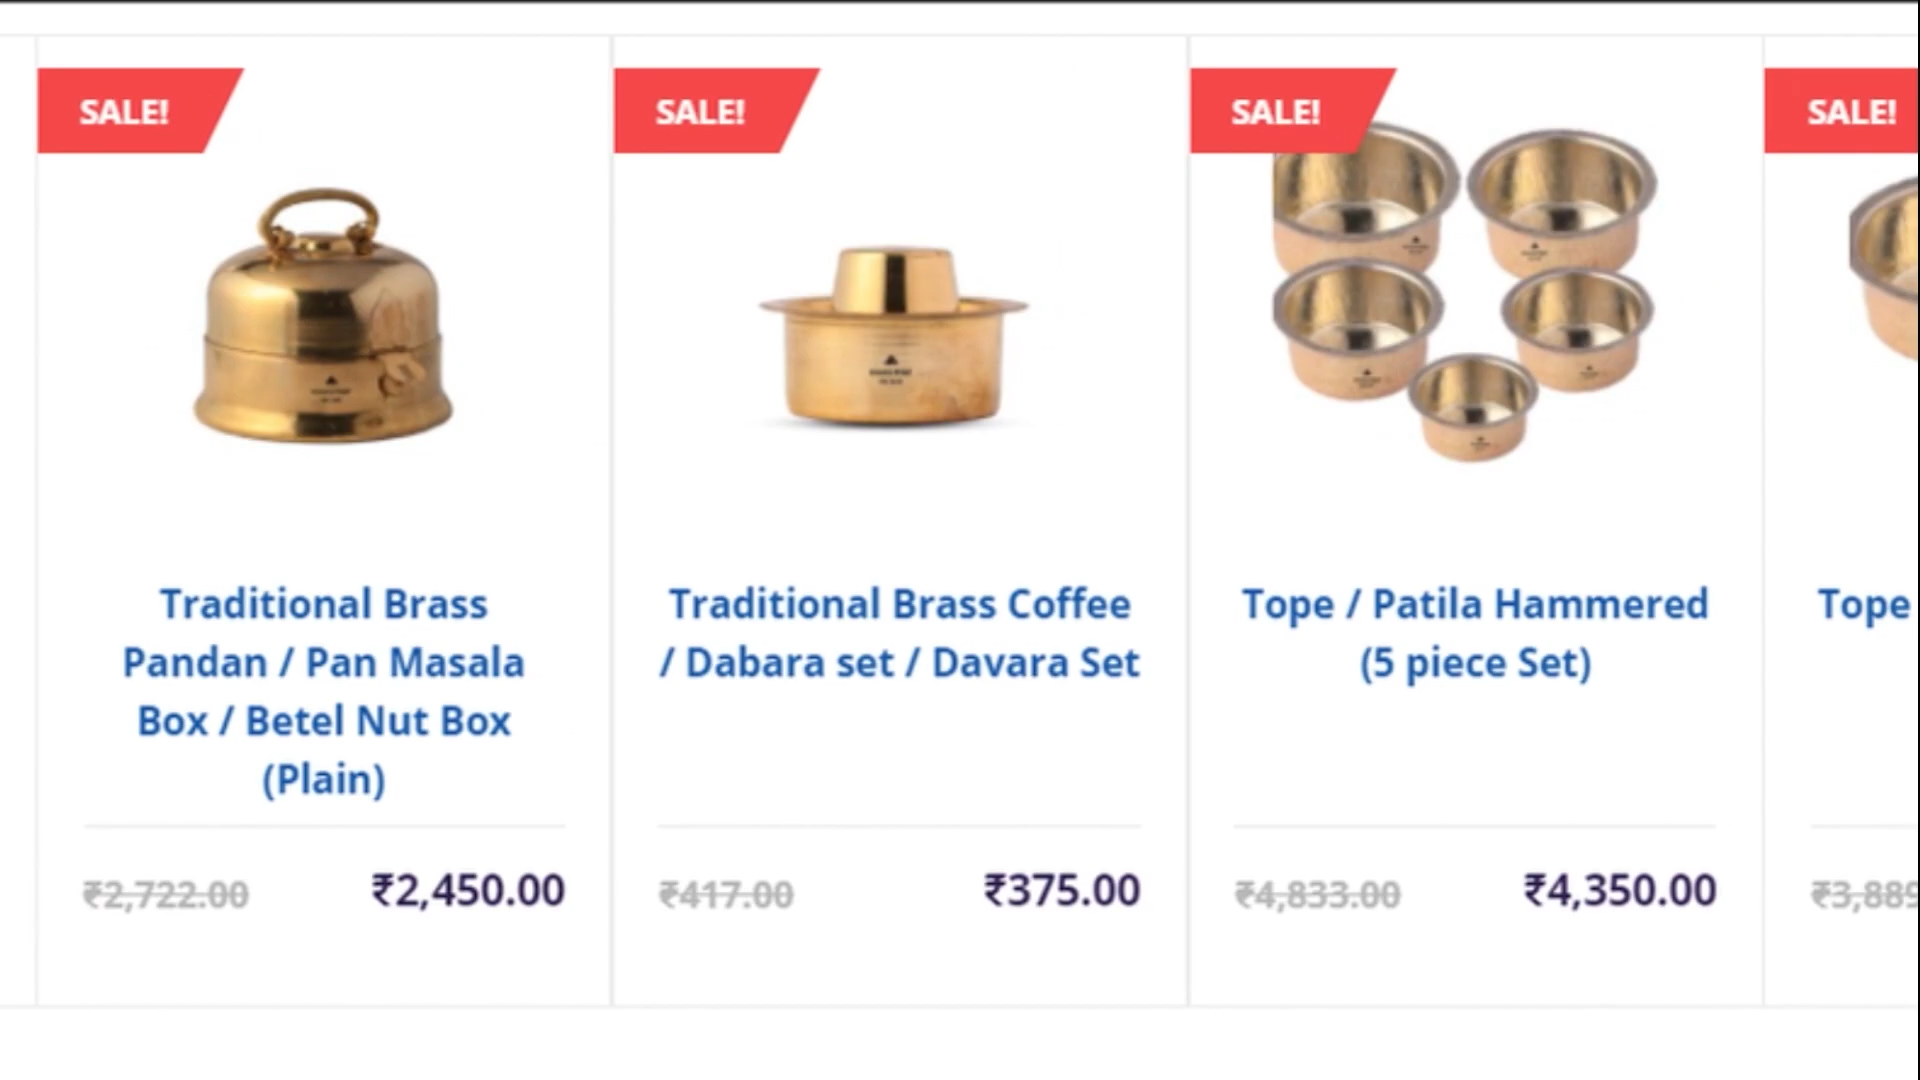 SALE!
SALE!
SALE!
SALE!
Traditional Brass
Pandan / Pan Masala
Box / Betel Nut Box
(Plain)
₹2,722.00 ₹2,450.00
Traditional Brass Coffee
/ Dabara set / Davara Set
₹417.00 ₹375.00
Tope / Patila Hammered
(5 piece Set)
₹4,833.00 ₹4,350.00
Tope
₹3,889